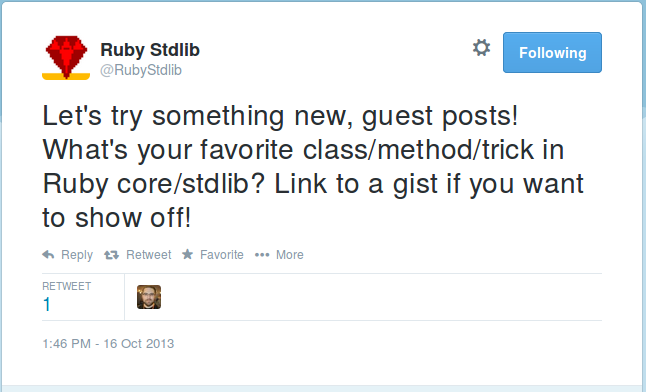 Ruby Stdlib
@RubyStdlib
Following
Let's try something new, guest posts!
What's your favorite class/method/trick in
Ruby core/stdlib? Link to a gist if you want
to show off!
Reply Retweet Favorite More
RETWEET
1
1:46 PM - 16 Oct 2013